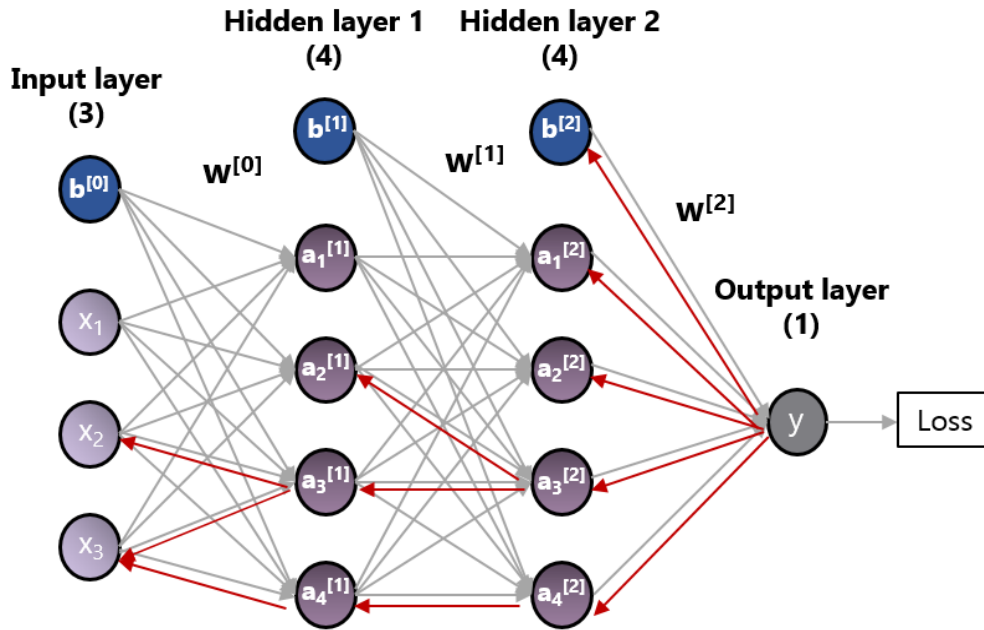 Hidden layer 1
(4)
Hidden layer 2
(4)
Input layer
(3)
b[0]
W[0]
b[1]
W[1]
b[2]
W[2]
x1
x2
x3
a1[1]
a2[1]
a3[1]
a4[1]
a1[2]
a2[2]
a3[2]
a4[2]
Output layer
(1)
y
Loss